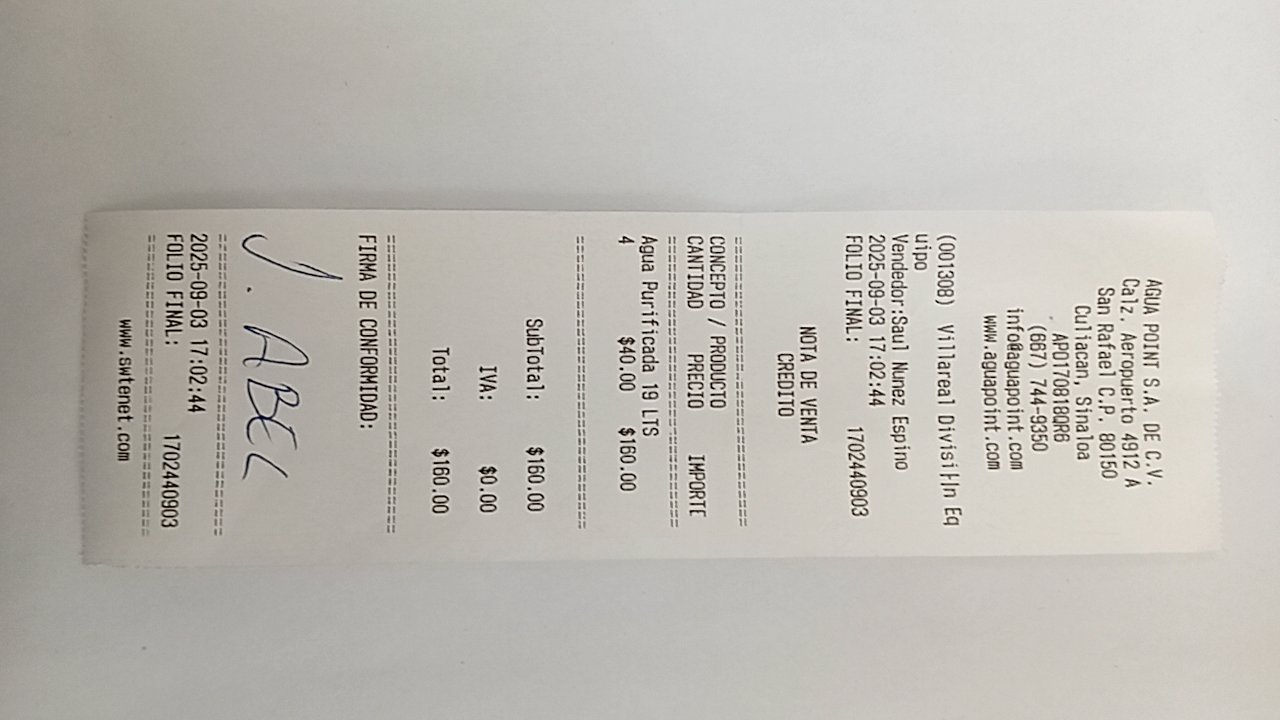 AGUA POINT S.A. DE C.V.
Calz. Aeropuerto 4912 A
San Rafael C.P. 80150
Culiacan, Sinaloa
APO170818QR6
(667) 744-9350
info@aguapoint.com
www.aguapoint.com
(001308) Villareal Divisi├ln Eq
uipo
Vendedor:Saul Nunez Espino
2025-09-03 17:02:44
FOLIO FINAL: 1702440903
NOTA DE VENTA
CREDITO
================================
CONCEPTO / PRODUCTO
CANTIDAD PRECIO IMPORTE
================================
Agua Purificada 19 LTS
4 $40.00 $160.00
================================
SubTotal: $160.00
IVA: $0.00
Total: $160.00
================================
FIRMA DE CONFORMIDAD:
J. ABEL
================================
2025-09-03 17:02:44
FOLIO FINAL: 1702440903
================================
www.swtenet.com